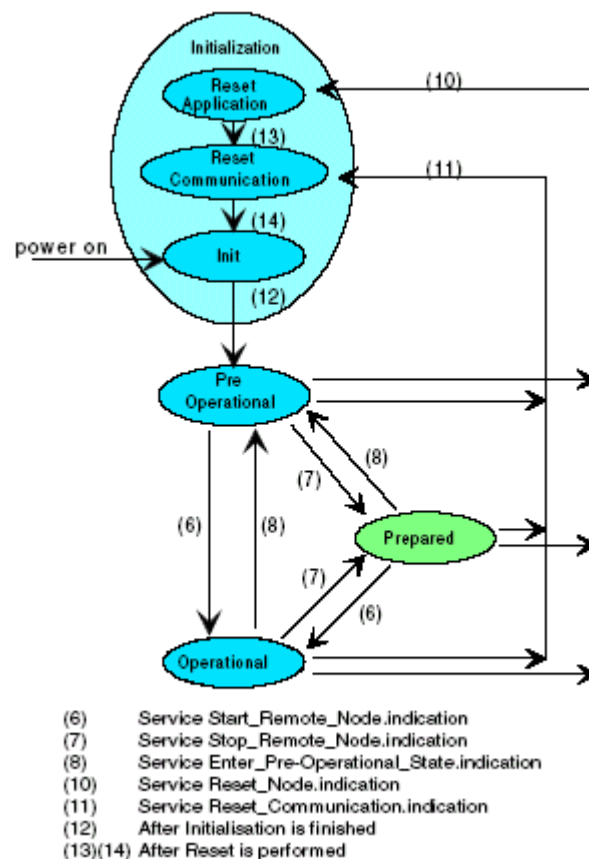 Initialization
Reset
Application
(10)
(13)
Reset
Communication
(11)
(14)
power on
Init
(12)
Pre
Operational
(8)
(7)
(6)
(8)
Prepared
(7)
(6)
Operational
(6) Service Start_Remote_Node.indication
(7) Service Stop_Remote_Node.indication
(8) Service Enter_Pre-Operational_State.indication
(10) Service Reset_Node.indication
(11) Service Reset_Communication.indication
(12) After Initialisation is finished
(13)(14) After Reset is performed